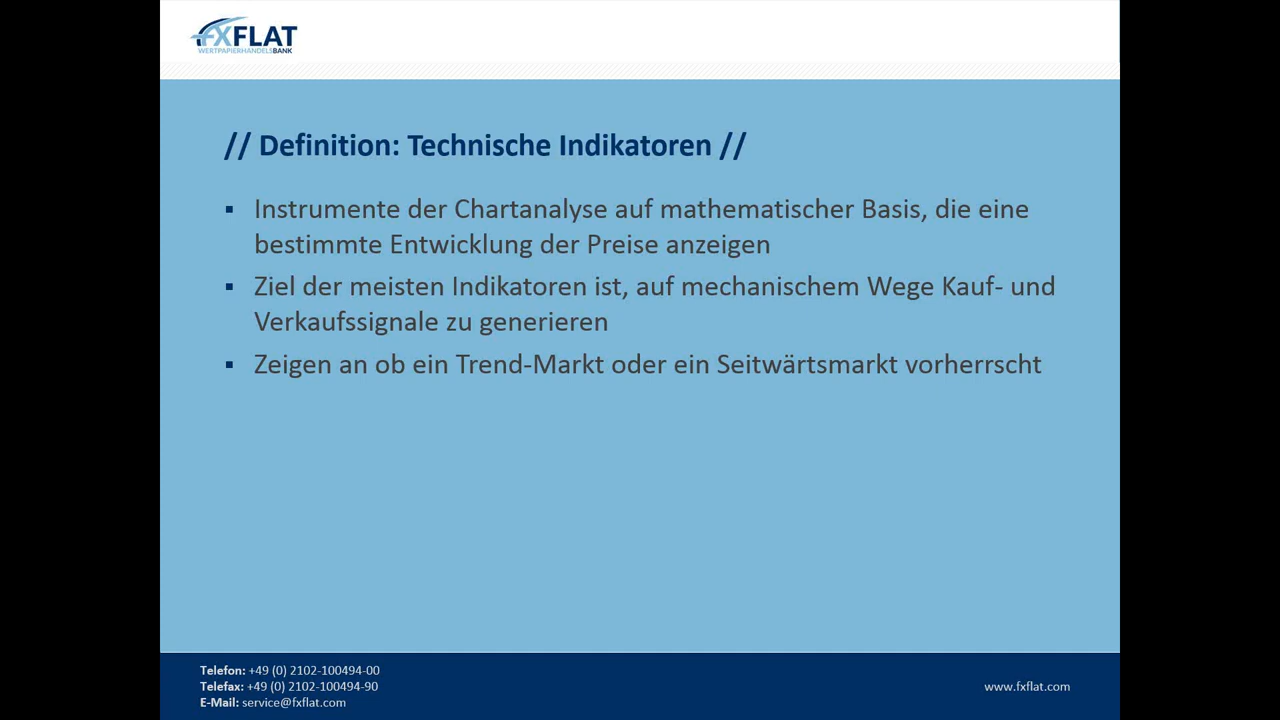 FXFLAT
WERTPAPIERHANDELSBANK
// Definition: Technische Indikatoren //
▪ Instrumente der Chartanalyse auf mathematischer Basis, die eine
bestimmte Entwicklung der Preise anzeigen
▪ Ziel der meisten Indikatoren ist, auf mechanischem Wege Kauf- und
Verkaufssignale zu generieren
▪ Zeigen an ob ein Trend-Markt oder ein Seitwärtsmarkt vorherrscht
Telefon: +49 (0) 2102-100494-00
Telefax: +49 (0) 2102-100494-90
E-Mail: service@fxflat.com
www.fxflat.com